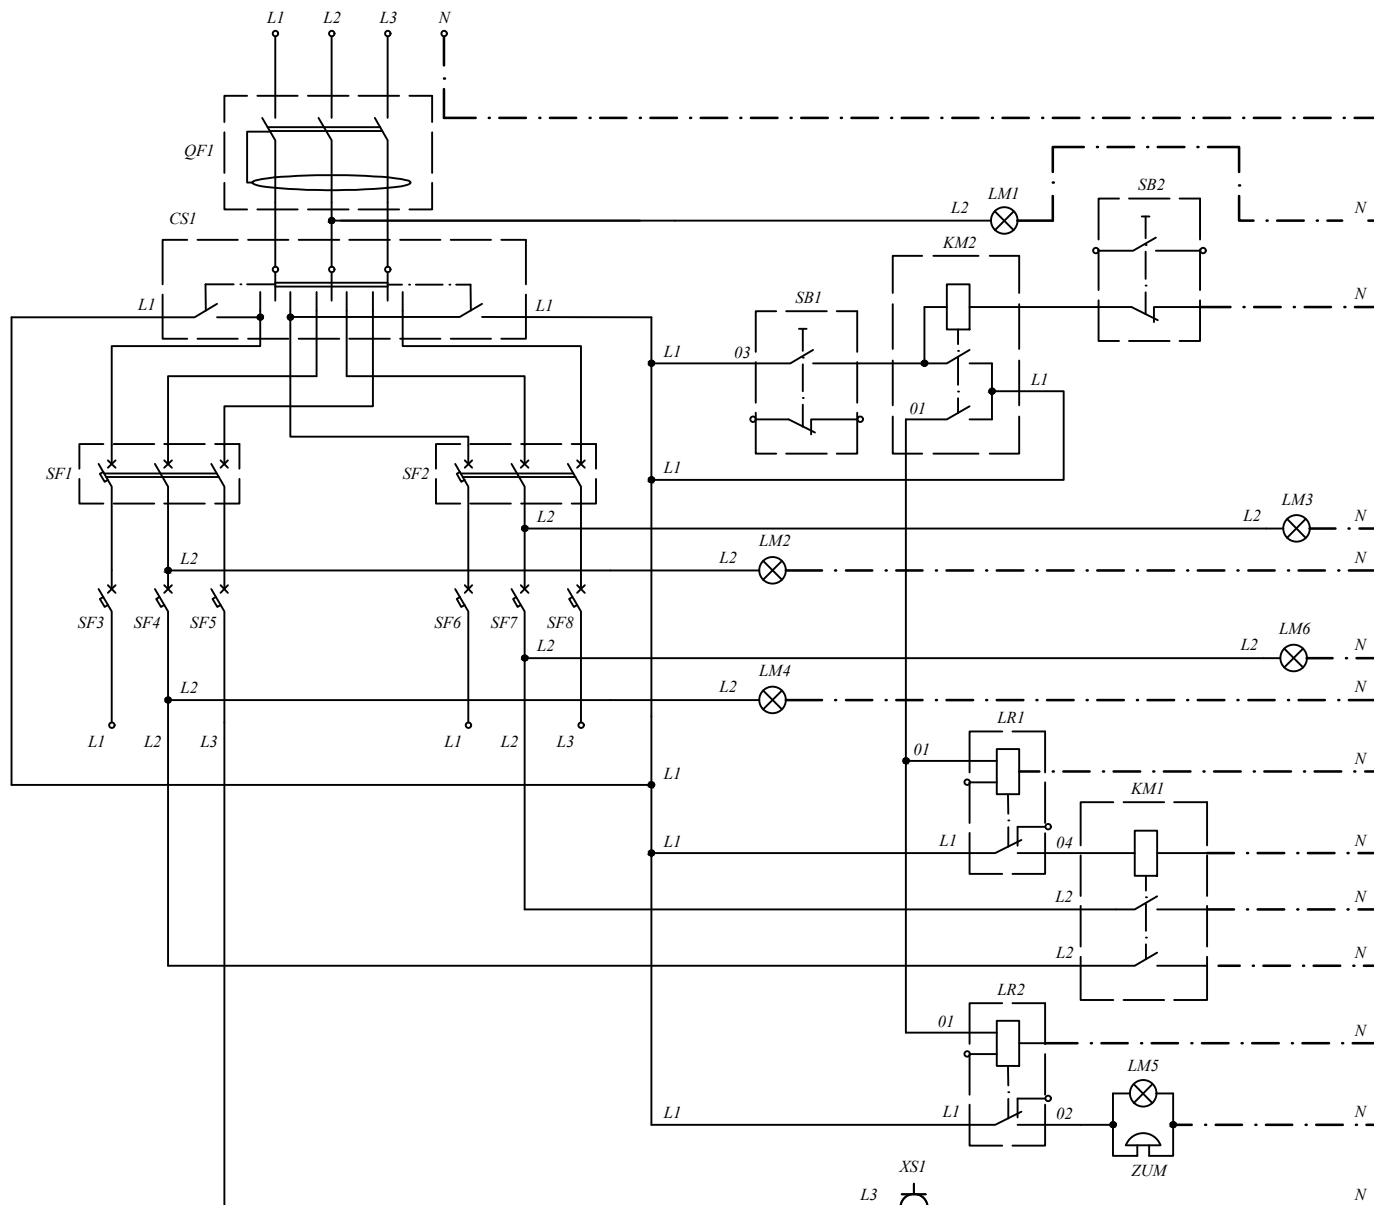 L1 L2 L3 N
QF1
SB2
LM1
L2 N
CS1
KM2
L1 L1 SB1 N
L1 03
L1
01
SF1 SF2 L1
LM3
L2 L2 N
LM2
L2 L2 N
SF3 SF4 SF5 SF6 SF7 SF8
LM6
L2 L2 N
LM4
L2 L2 N
LR1
L1 L2 L3 L1 L2 L3
01 N
L1 KM1
L1 L1 04 N
L2 N
L2 N
LR2
01 N
LM5
L1 L1 02 N
XS1 ZUM
L3 N